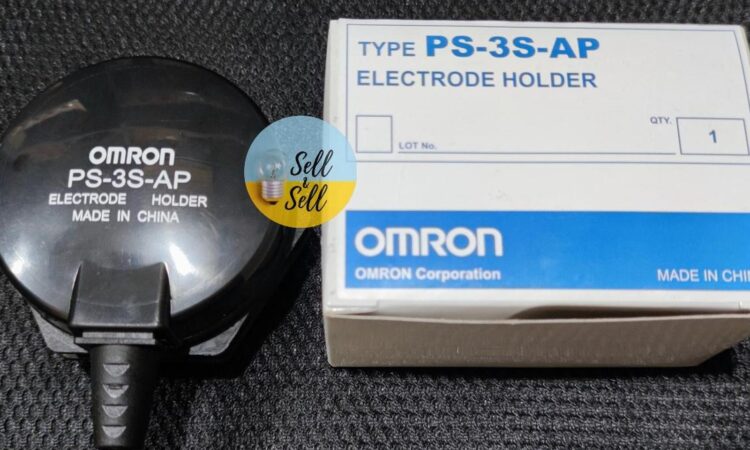 OMRON
PS-3S-AP
ELECTRODE HOLDER
MADE IN CHINA
Sell
&
Sell
TYPE PS-3S-AP
ELECTRODE HOLDER
QTY.
1
LOT No.
OMRON
OMRON Corporation
MADE IN CHI